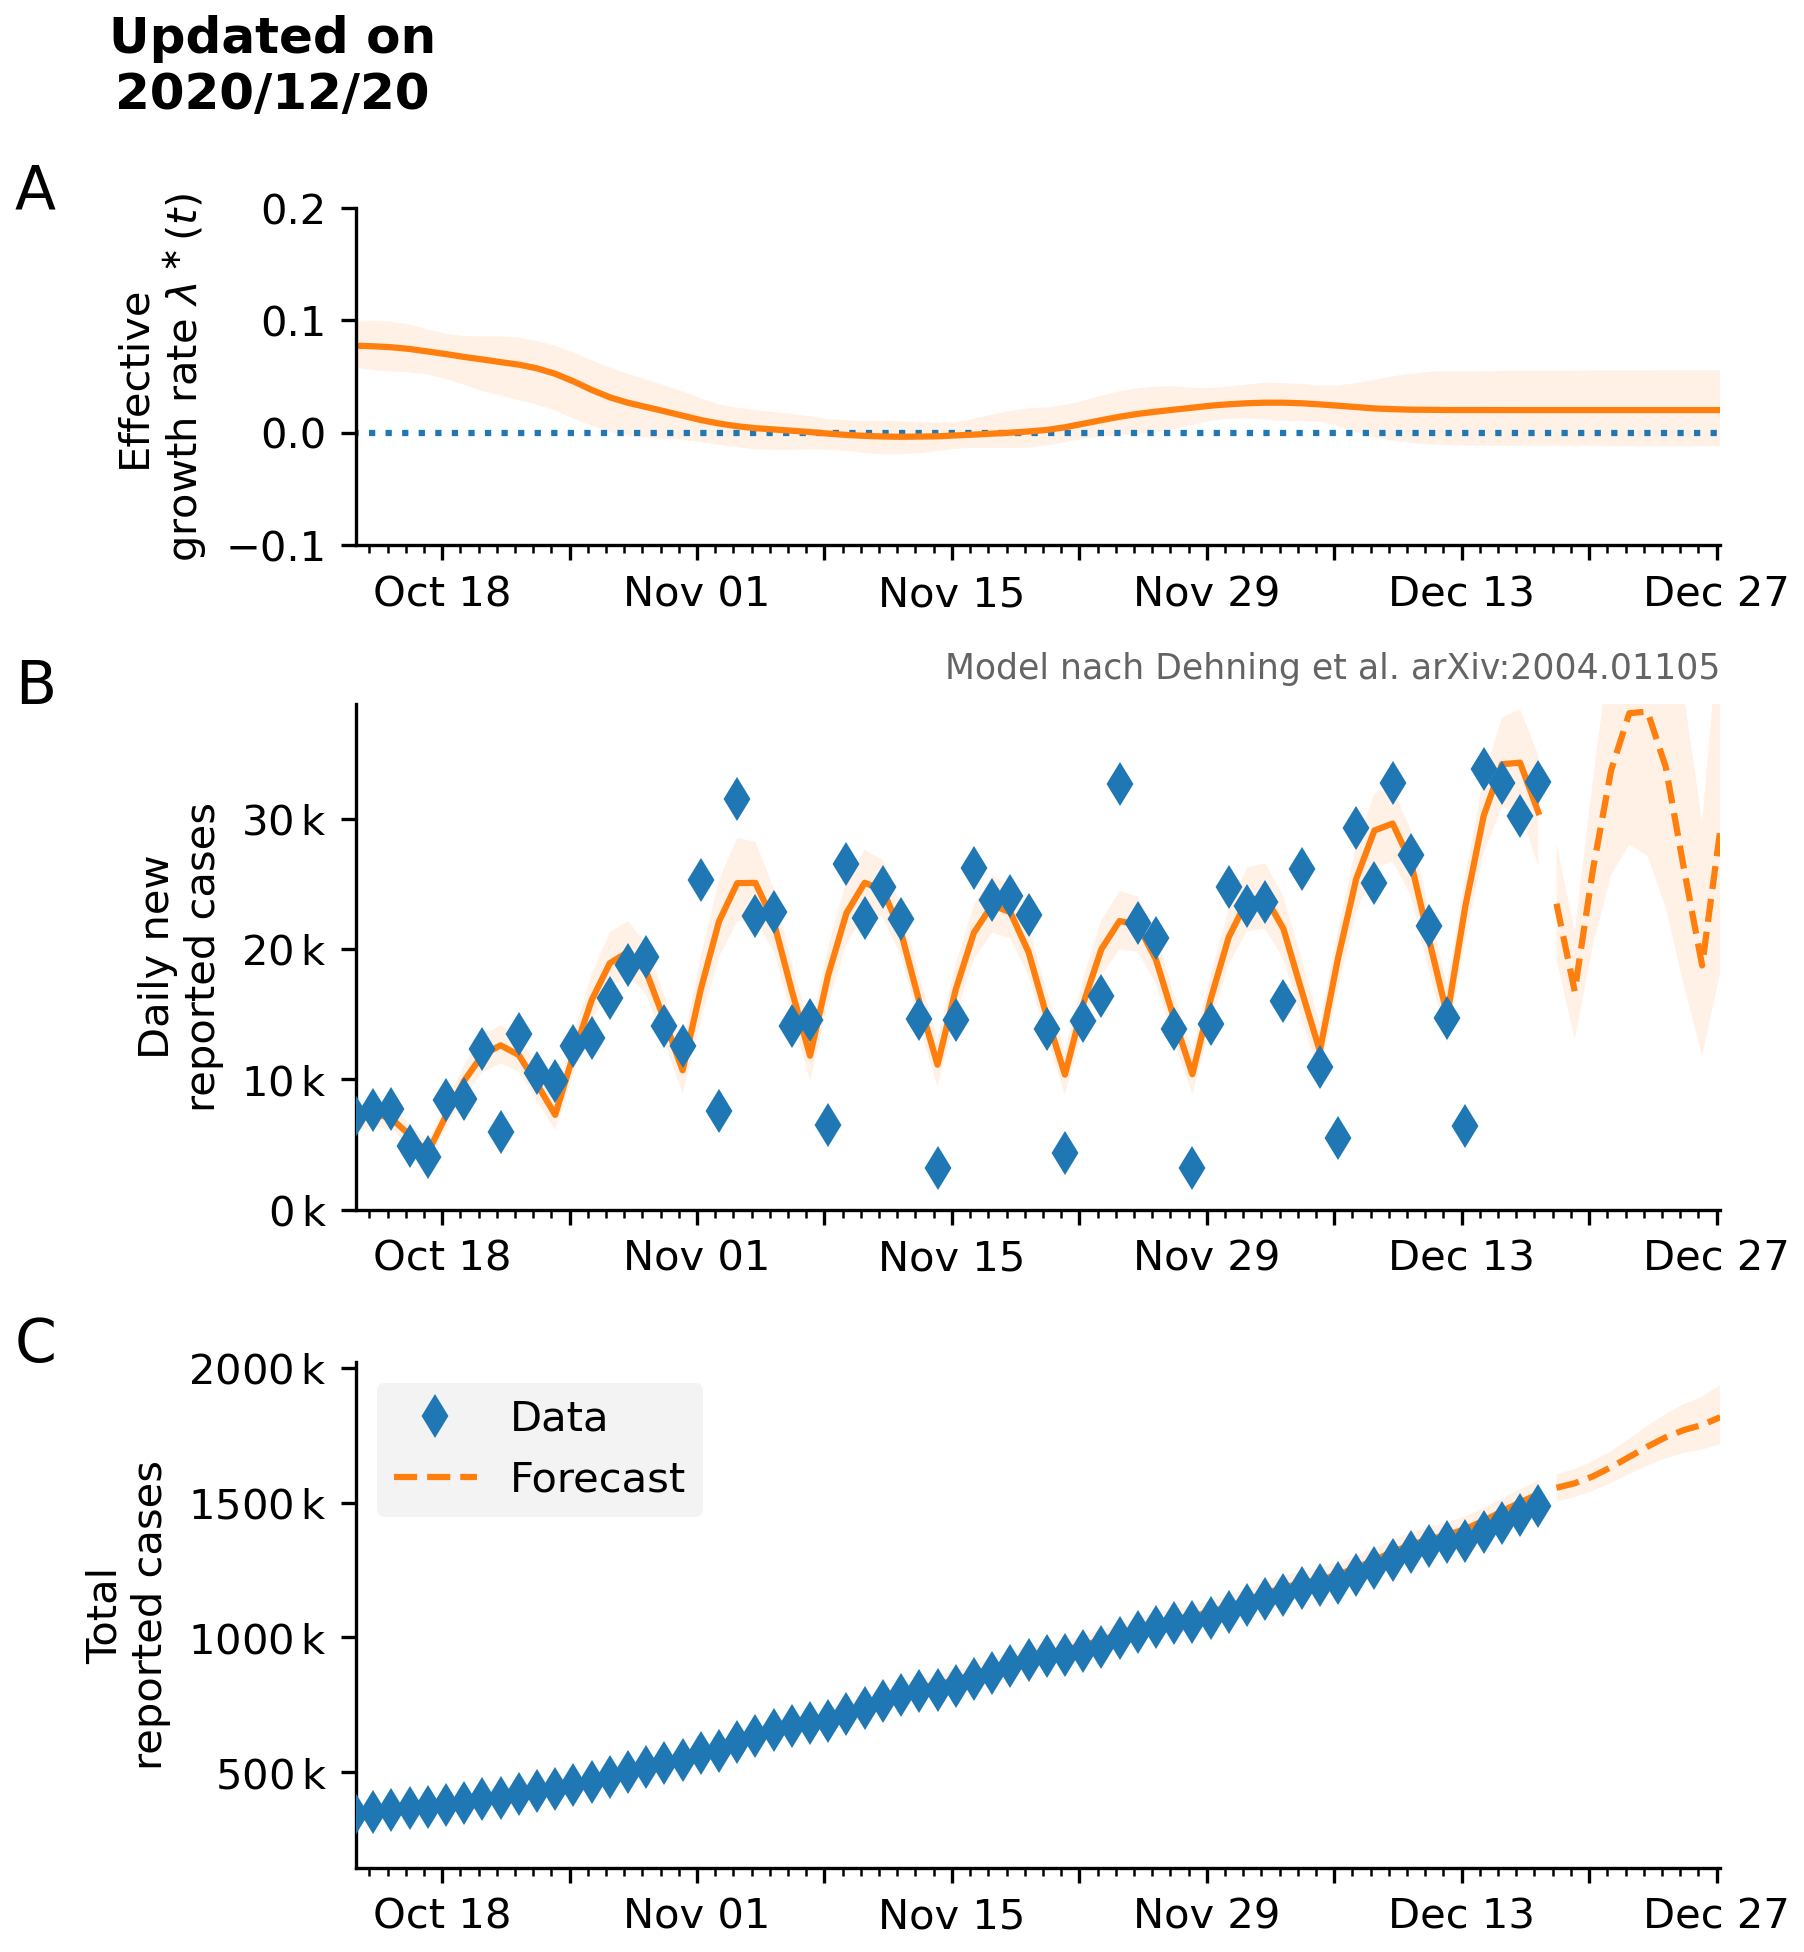 Updated on
2020/12/20
A
Effective
growth rate λ * (t)
0.2
0.1
0.0
−0.1
Oct 18 Nov 01 Nov 15 Nov 29 Dec 13 Dec 27
B
Model nach Dehning et al. arXiv:2004.01105
Daily new
reported cases
30 k
20 k
10 k
0 k
Oct 18 Nov 01 Nov 15 Nov 29 Dec 13 Dec 27
C
Total
reported cases
2000 k
1500 k
1000 k
500 k
Data
Forecast
Oct 18 Nov 01 Nov 15 Nov 29 Dec 13 Dec 27